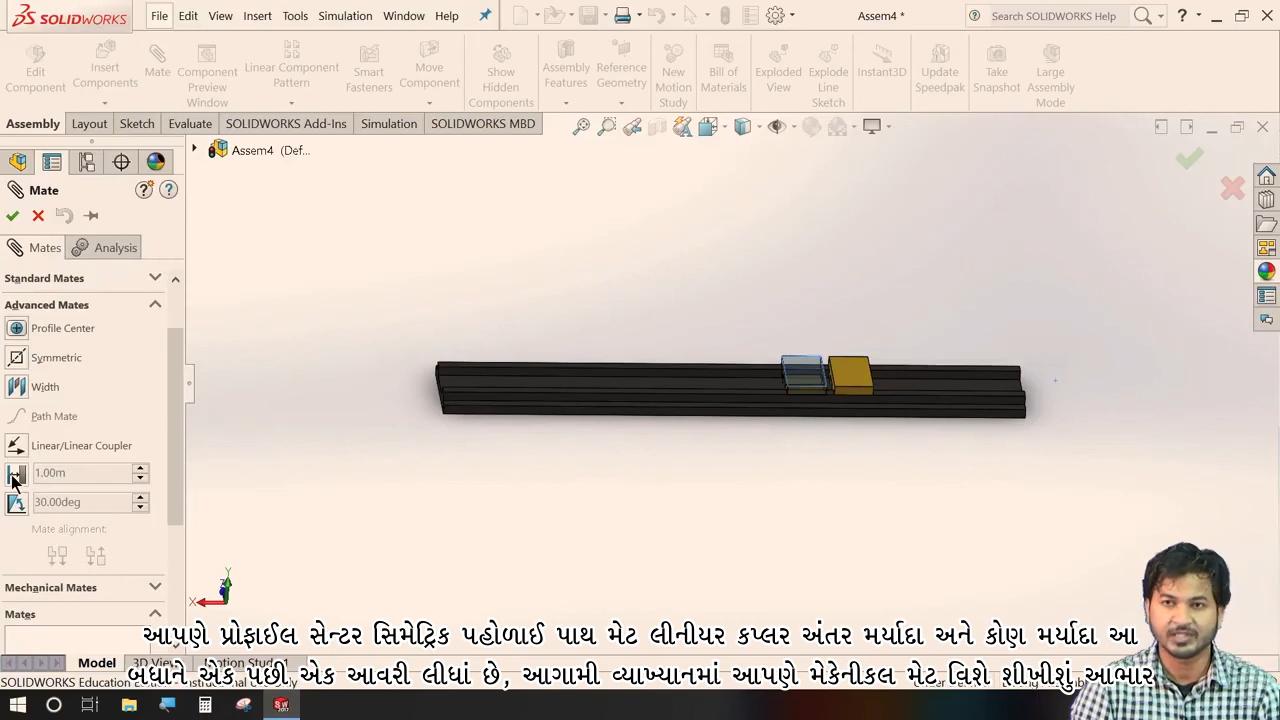 SOLIDWORKS File Edit View Insert Tools Simulation Window Help Assem4 * Search SOLIDWORKS Help
Edit Component Insert Components Mate Component Preview Window Linear Component Pattern Smart Fasteners Move Component Show Hidden Components Assembly Features Reference Geometry New Motion Study Bill of Materials Exploded View Explode Line Sketch Instant3D Update Speedpak Take Snapshot Large Assembly Mode
Assembly Layout Sketch Evaluate SOLIDWORKS Add-Ins Simulation SOLIDWORKS MBD
Assem4 (Def...
Mate
Mates Analysis
Standard Mates
Advanced Mates
Profile Center
Symmetric
Width
Path Mate
Linear/Linear Coupler
1.00m
30.00deg
Mate alignment:
Mechanical Mates
Mates
આપણે પ્રોફાઈલ સેન્ટર સિમેટ્રિક પહોળાઈ પાથ મેટ લીનીયર કપ્લર અંતર મર્યાદા અને કોણ મર્યાદા આ
બધાને એક પછી એક આવરી લીધાં છે, આગામી વ્યાખ્યાનમાં આપણે મેકેનીકલ મેટ વિશે શીખીશું આભાર
Model 3D View Motion Study 1
SOLIDWORKS